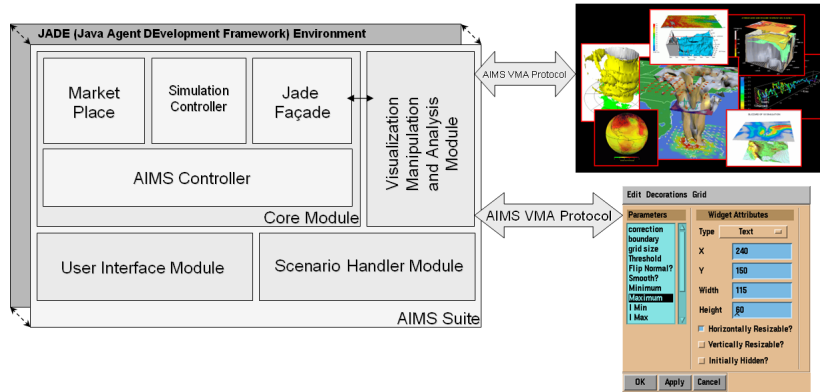 JADE (Java Agent DEvelopment Framework) Environment
Market
Place
Simulation
Controller
Jade
Façade
AIMS Controller
Core Module
Visualization
Manipulation
and Analysis
Module
User Interface Module
Scenario Handler Module
AIMS Suite
AIMS VMA Protocol
AIMS VMA Protocol
Edit Decorations Grid
Parameters
correction
boundary
grid size
Threshold
Flip Normal?
Smooth?
Minimum
Maximum
I Min
I Max
Widget Attributes
Type Text
X 240
Y 150
Width 115
Height 60
Horizontally Resizable?
Vertically Resizable?
Initially Hidden?
OK Apply Cancel